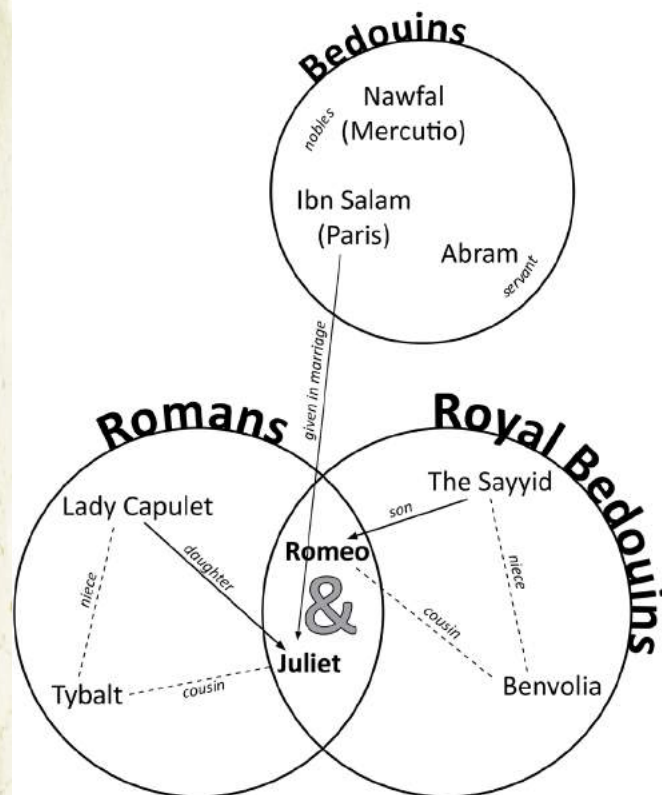 Bedouins
nobles
Nawfal
(Mercutio)
Ibn Salam
(Paris)
Abram
servant
given in marriage
Romans
Royal Bedouins
Lady Capulet
The Sayyid
son
niece
daughter
Romeo
niece
&
cousin
Juliet
Tybalt
cousin
Benvolia